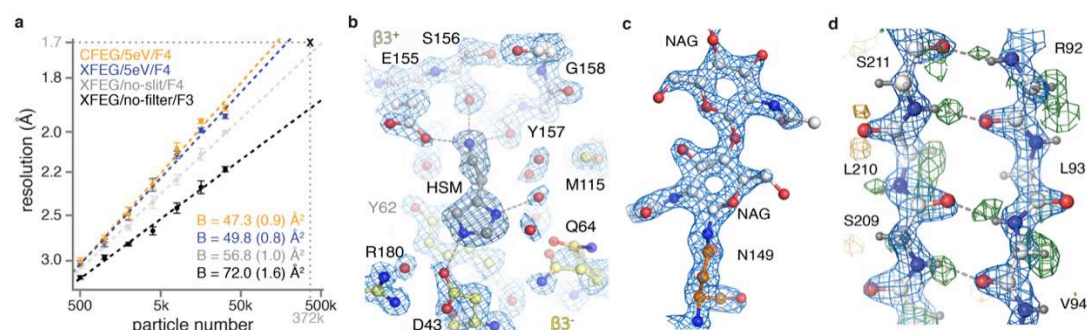 a
1.7
1.8
2.0
2.2
2.5
3.0
resolution (Å)
CFEG/5eV/F4
XFEG/5eV/F4
XFEG/no-slit/F4
XFEG/no-filter/F3
x
B = 47.3 (0.9) Å²
B = 49.8 (0.8) Å²
B = 56.8 (1.0) Å²
B = 72.0 (1.6) Å²
500
5k
50k
500k
372k
particle number
b
β3⁺
S156
E155
G158
Y157
HSM
M115
Y62
Q64
R180
D43
β3⁻
c
NAG
NAG
N149
d
S211
R92
L210
L93
S209
V94